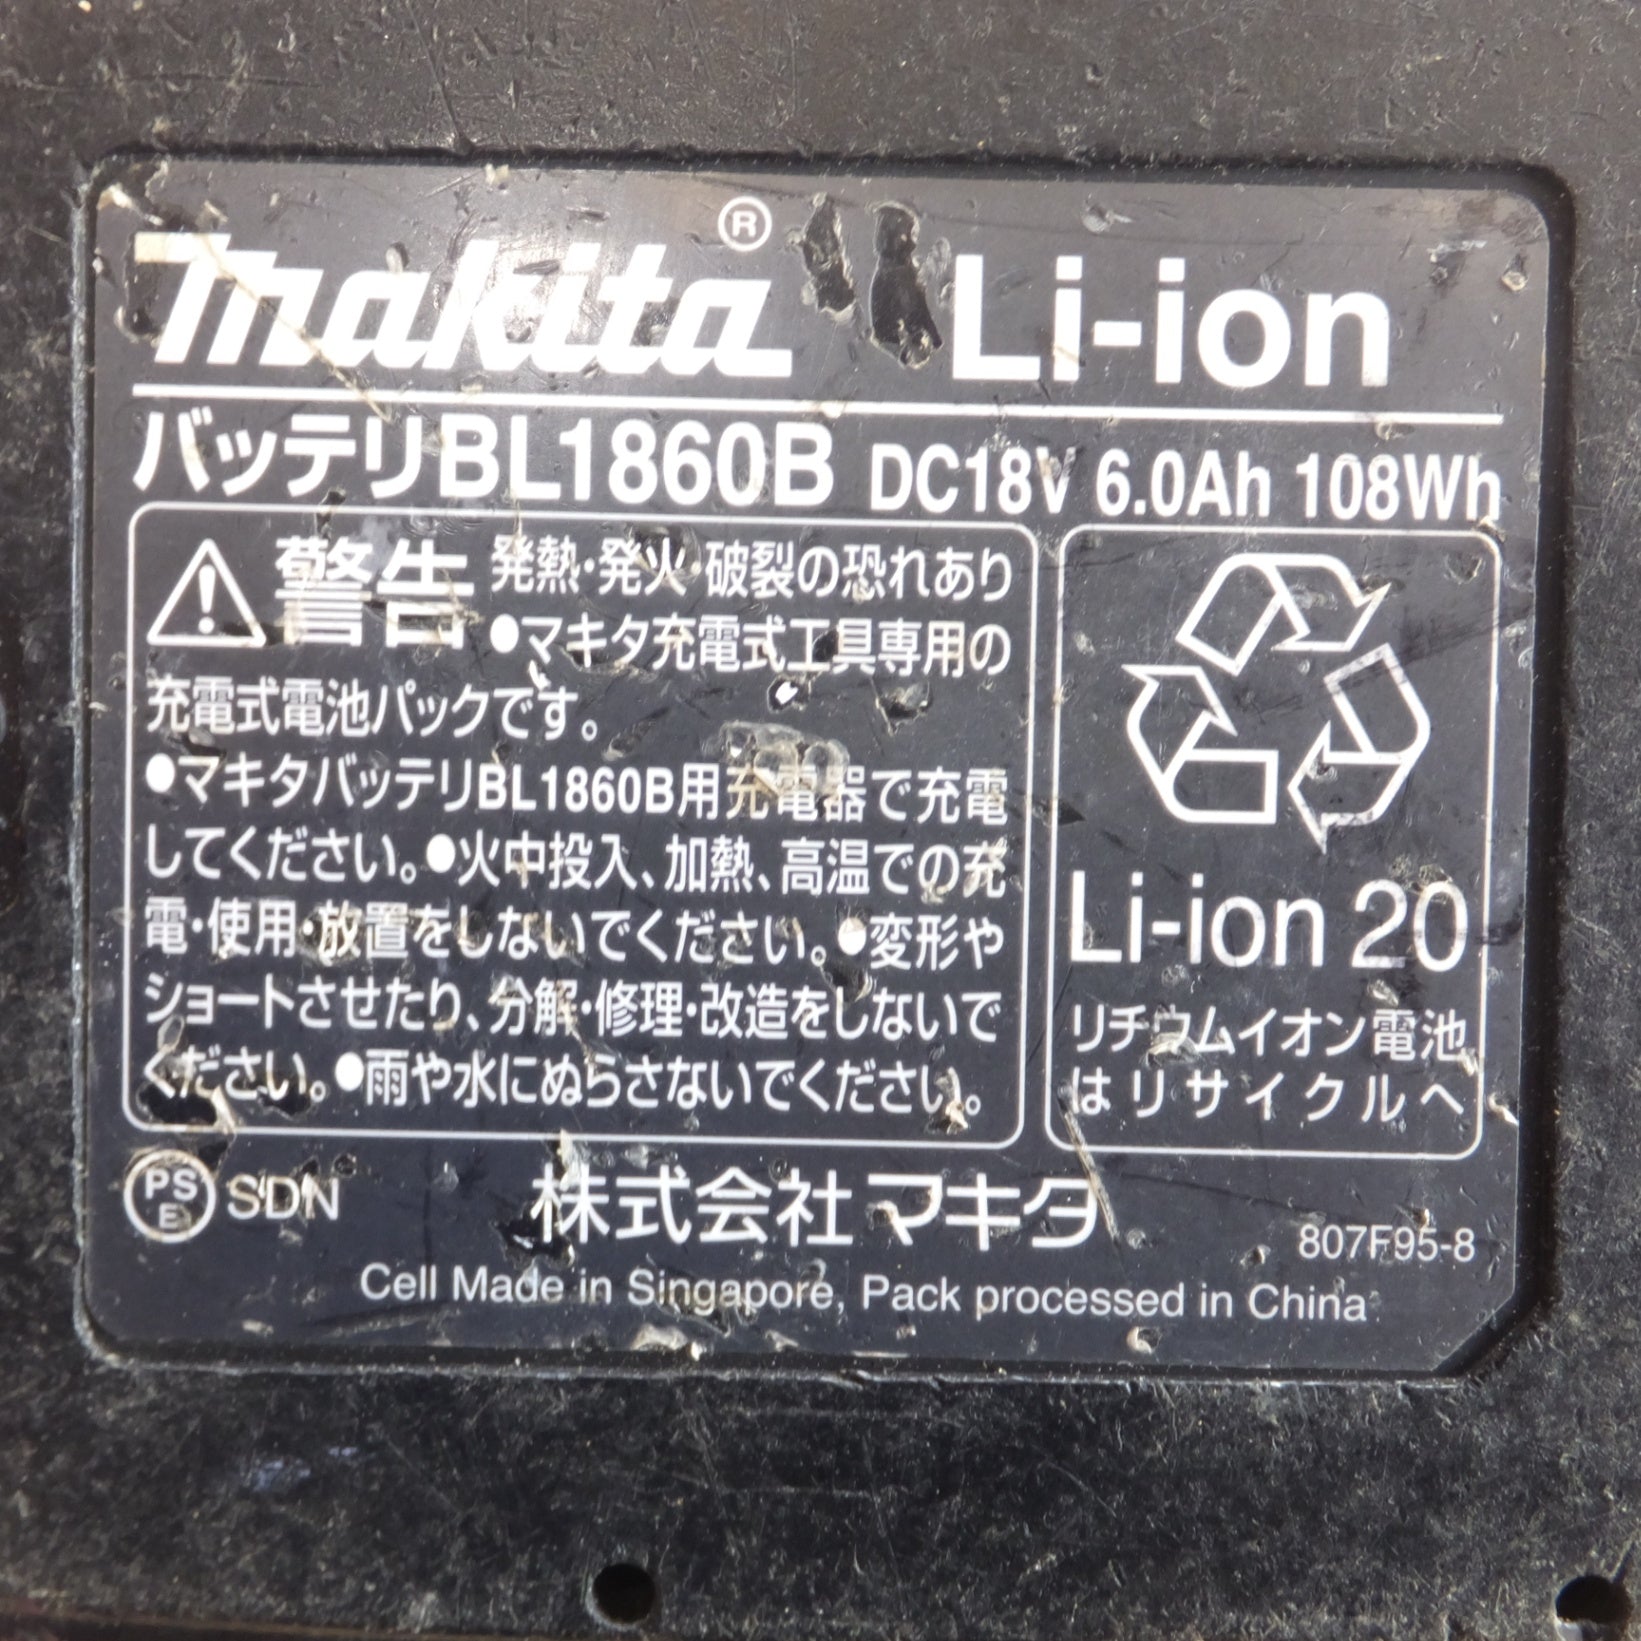 makita® Li-ion
バッテリBL1860B DC18V 6.0Ah 108Wh
警告 発熱・発火・破裂の恐れあり
●マキタ充電式工具専用の
充電式電池パックです。
●マキタバッテリBL1860B用充電器で充電
してください。●火中投入、加熱、高温での充
電・使用・放置をしないでください。●変形や
ショートさせたり、分解・修理・改造をしないで
ください。●雨や水にぬらさないでください。
Li-ion 20
リチウムイオン電池
はリサイクルへ
PSE SDN 株式会社マキタ 807F95-8
Cell Made in Singapore, Pack processed in China